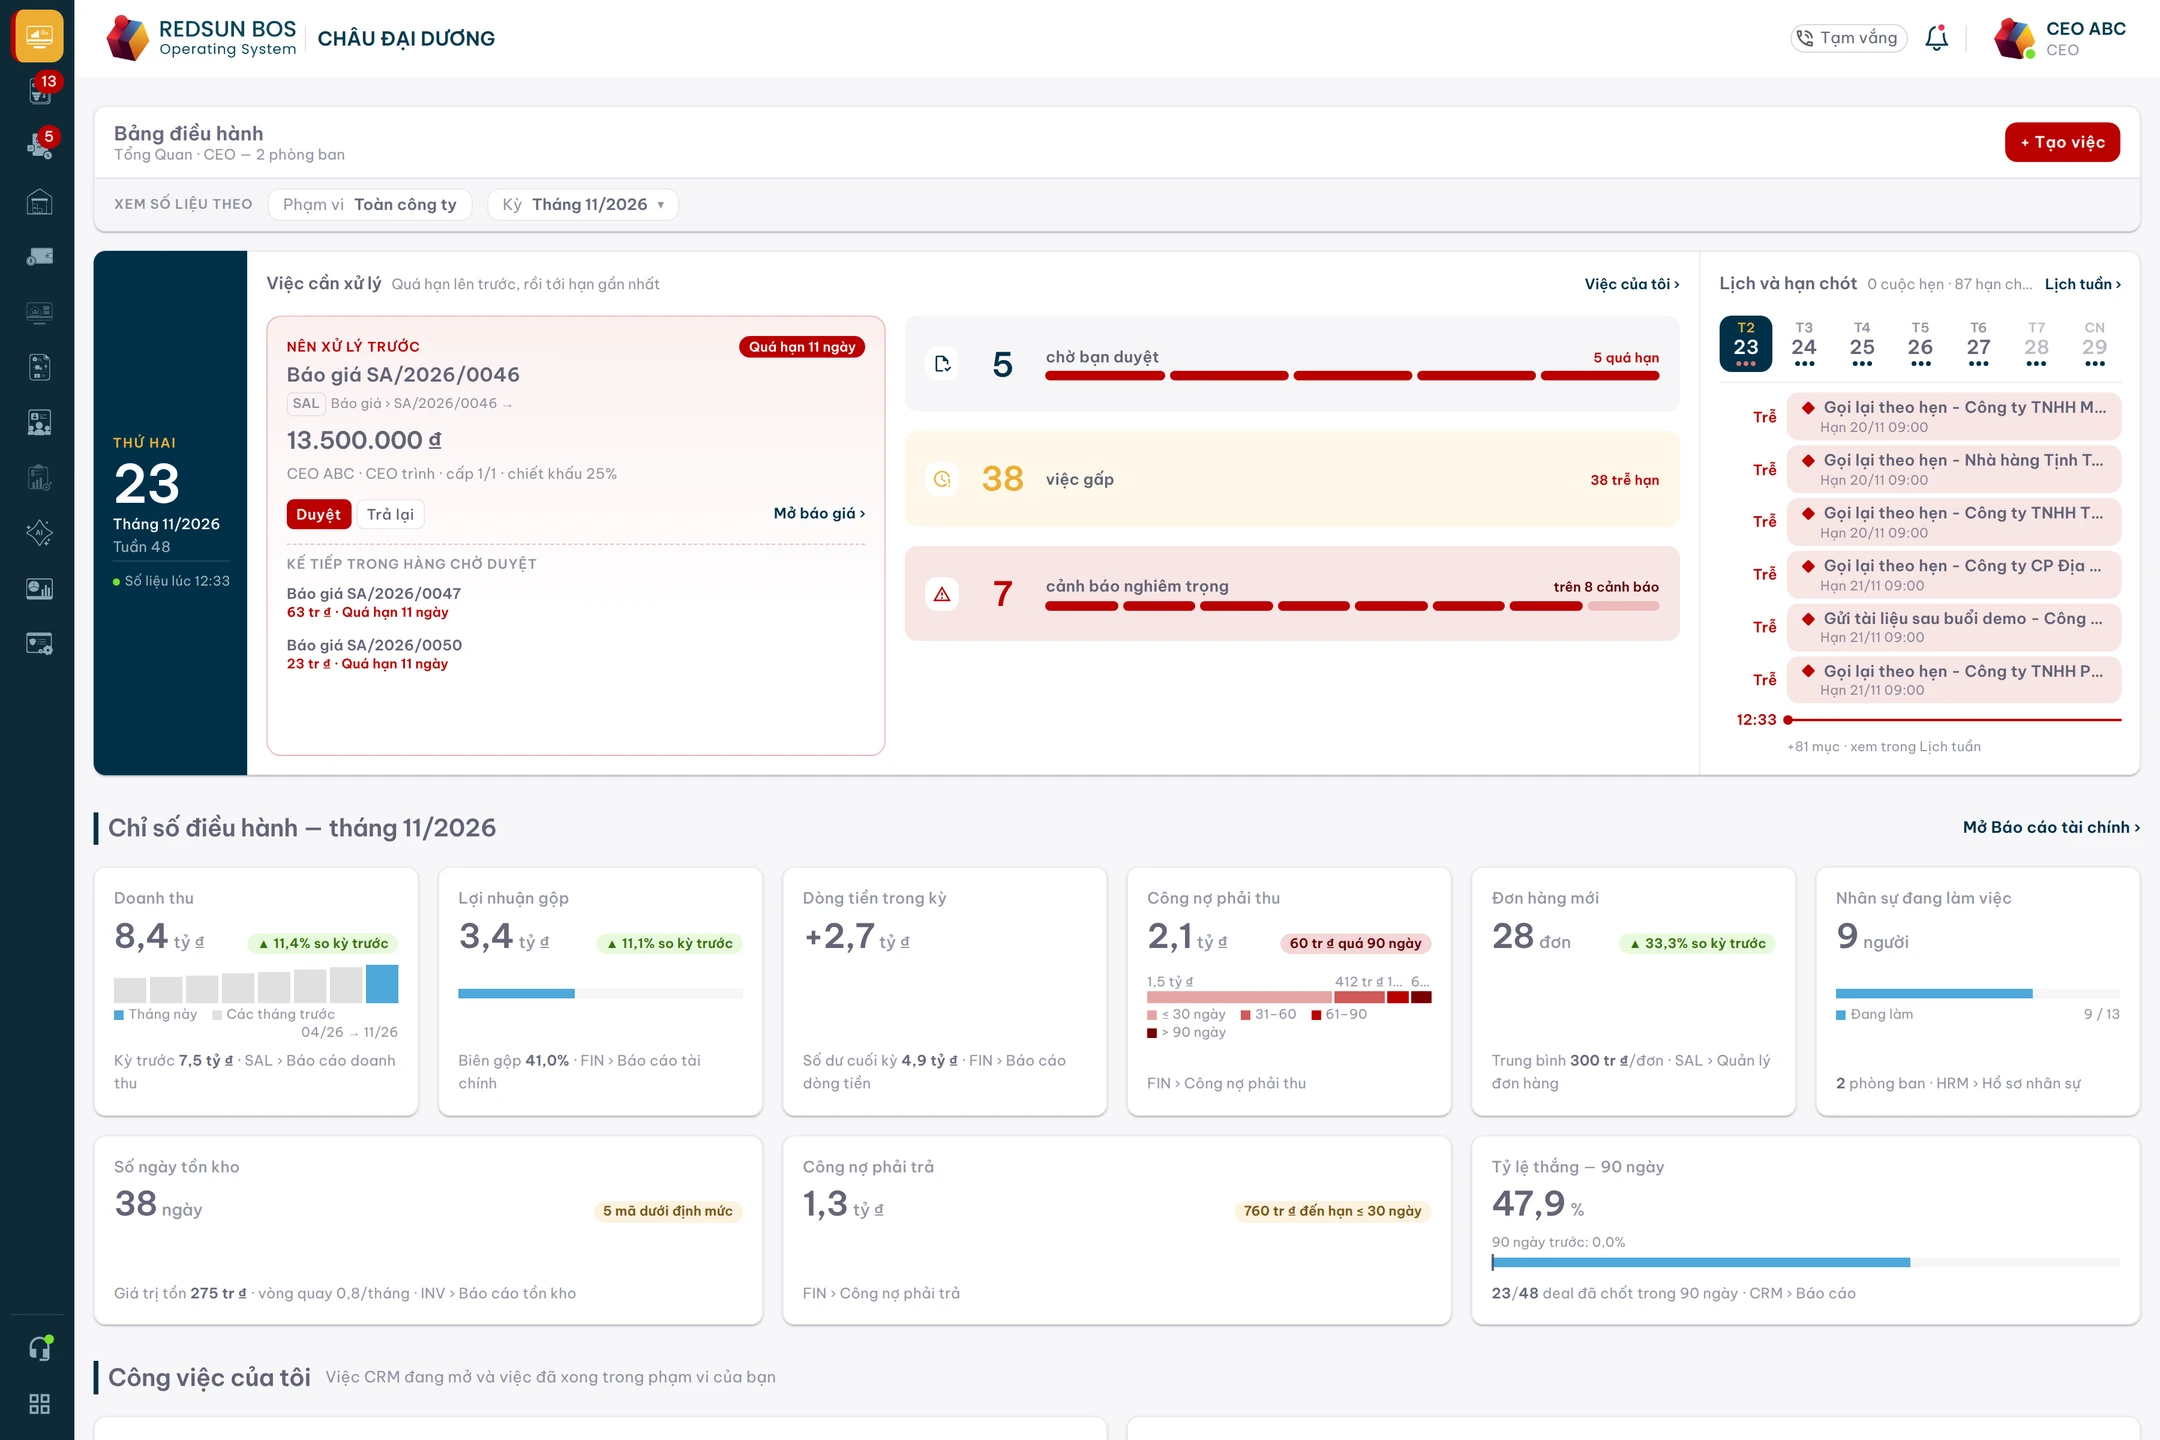 13
5
REDSUN BOS
Operating System
CHÂU ĐẠI DƯƠNG
Tạm vắng
CEO ABC
CEO
Bảng điều hành
Tổng Quan · CEO — 2 phòng ban
+ Tạo việc
XEM SỐ LIỆU THEO
Phạm vi Toàn công ty
Kỳ Tháng 11/2026 ▾
THỨ HAI
23
Tháng 11/2026
Tuần 48
Số liệu lúc 12:33
Việc cần xử lý Quá hạn lên trước, rồi tới hạn gần nhất
Việc của tôi ›
NÊN XỬ LÝ TRƯỚC
Quá hạn 11 ngày
Báo giá SA/2026/0046
SAL Báo giá › SA/2026/0046 →
13.500.000 ₫
CEO ABC · CEO trình · cấp 1/1 · chiết khấu 25%
Duyệt
Trả lại
Mở báo giá ›
KẾ TIẾP TRONG HÀNG CHỜ DUYỆT
Báo giá SA/2026/0047
63 tr ₫ · Quá hạn 11 ngày
Báo giá SA/2026/0050
23 tr ₫ · Quá hạn 11 ngày
5 chờ bạn duyệt
5 quá hạn
38 việc gấp
38 trễ hạn
7 cảnh báo nghiêm trọng
trên 8 cảnh báo
Lịch và hạn chót 0 cuộc hẹn · 87 hạn ch...
Lịch tuần ›
T2 T3 T4 T5 T6 T7 CN
23 24 25 26 27 28 29
Trễ
Gọi lại theo hẹn - Công ty TNHH M...
Hạn 20/11 09:00
Trễ
Gọi lại theo hẹn - Nhà hàng Tịnh T...
Hạn 20/11 09:00
Trễ
Gọi lại theo hẹn - Công ty TNHH T...
Hạn 20/11 09:00
Trễ
Gọi lại theo hẹn - Công ty CP Địa ...
Hạn 21/11 09:00
Trễ
Gửi tài liệu sau buổi demo - Công ...
Hạn 21/11 09:00
Trễ
Gọi lại theo hẹn - Công ty TNHH P...
Hạn 21/11 09:00
12:33
+81 mục · xem trong Lịch tuần
Chỉ số điều hành — tháng 11/2026
Mở Báo cáo tài chính ›
Doanh thu
8,4 tỷ ₫
▲ 11,4% so kỳ trước
Tháng này Các tháng trước
04/26 → 11/26
Kỳ trước 7,5 tỷ ₫ · SAL › Báo cáo doanh
thu
Lợi nhuận gộp
3,4 tỷ ₫
▲ 11,1% so kỳ trước
Biên gộp 41,0% · FIN › Báo cáo tài
chính
Dòng tiền trong kỳ
+2,7 tỷ ₫
Số dư cuối kỳ 4,9 tỷ ₫ · FIN › Báo cáo
dòng tiền
Công nợ phải thu
2,1 tỷ ₫
60 tr ₫ quá 90 ngày
1,5 tỷ ₫ 412 tr ₫ 1... 6...
≤ 30 ngày 31–60 61–90
> 90 ngày
FIN › Công nợ phải thu
Đơn hàng mới
28 đơn
▲ 33,3% so kỳ trước
Trung bình 300 tr ₫/đơn · SAL › Quản lý
đơn hàng
Nhân sự đang làm việc
9 người
Đang làm 9 / 13
2 phòng ban · HRM › Hồ sơ nhân sự
Số ngày tồn kho
38 ngày
5 mã dưới định mức
Giá trị tồn 275 tr ₫ · vòng quay 0,8/tháng · INV › Báo cáo tồn kho
Công nợ phải trả
1,3 tỷ ₫
760 tr ₫ đến hạn ≤ 30 ngày
FIN › Công nợ phải trả
Tỷ lệ thắng — 90 ngày
47,9 %
90 ngày trước: 0,0%
23/48 deal đã chốt trong 90 ngày · CRM › Báo cáo
Công việc của tôi Việc CRM đang mở và việc đã xong trong phạm vi của bạn